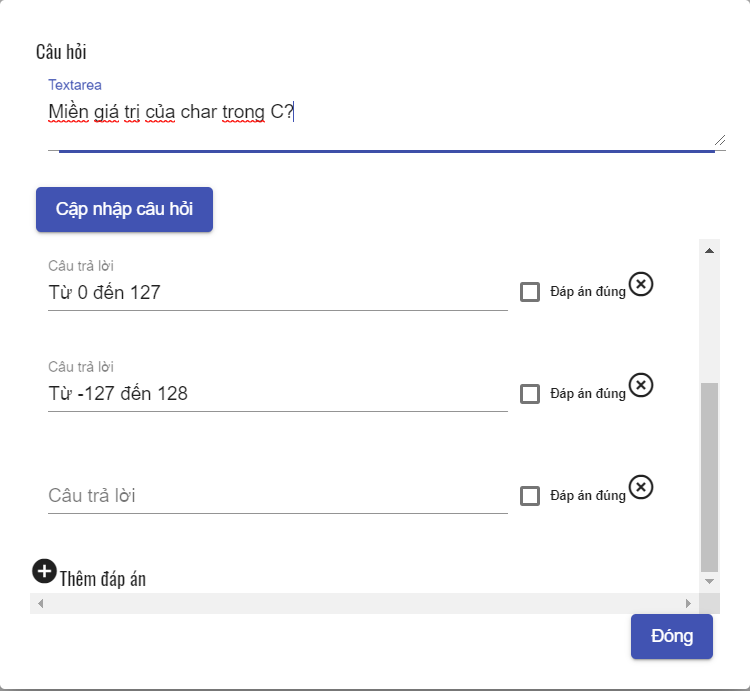 Câu hỏi
Textarea
Miền giá trị của char trong C?
Cập nhập câu hỏi
Câu trả lời
Từ 0 đến 127
Đáp án đúng
Câu trả lời
Từ -127 đến 128
Đáp án đúng
Câu trả lời
Đáp án đúng
Thêm đáp án
Đóng